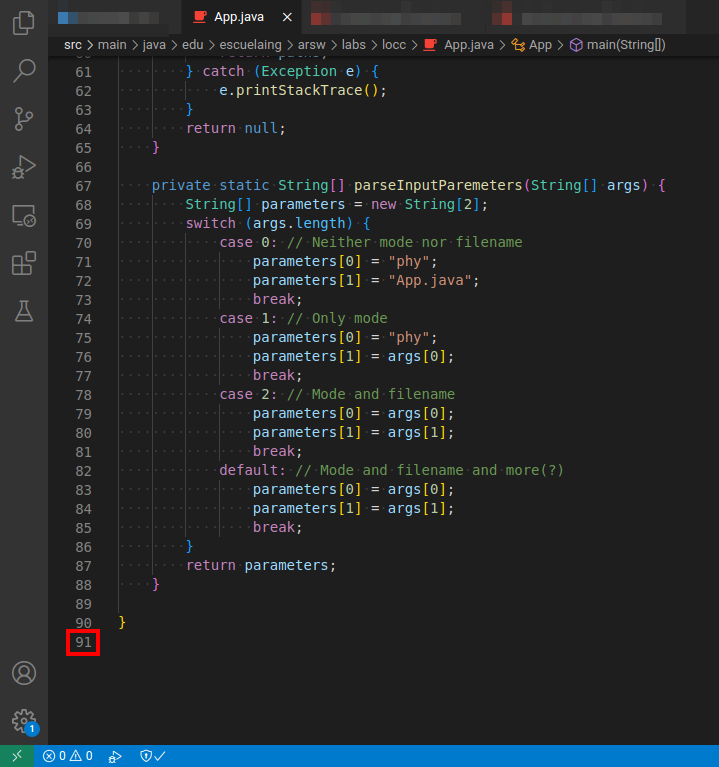 App.java
src > main > java > edu > escuelaing > arsw > labs > locc > App.java > App > main(String[])
61 } catch (Exception e) {
62 e.printStackTrace();
63 }
64 return null;
65 }
66
67 private static String[] parseInputParemeters(String[] args) {
68 String[] parameters = new String[2];
69 switch (args.length) {
70 case 0: // Neither mode nor filename
71 parameters[0] = "phy";
72 parameters[1] = "App.java";
73 break;
74 case 1: // Only mode
75 parameters[0] = "phy";
76 parameters[1] = args[0];
77 break;
78 case 2: // Mode and filename
79 parameters[0] = args[0];
80 parameters[1] = args[1];
81 break;
82 default: // Mode and filename and more(?)
83 parameters[0] = args[0];
84 parameters[1] = args[1];
85 break;
86 }
87 return parameters;
88 }
89
90 }
91
1
0 0